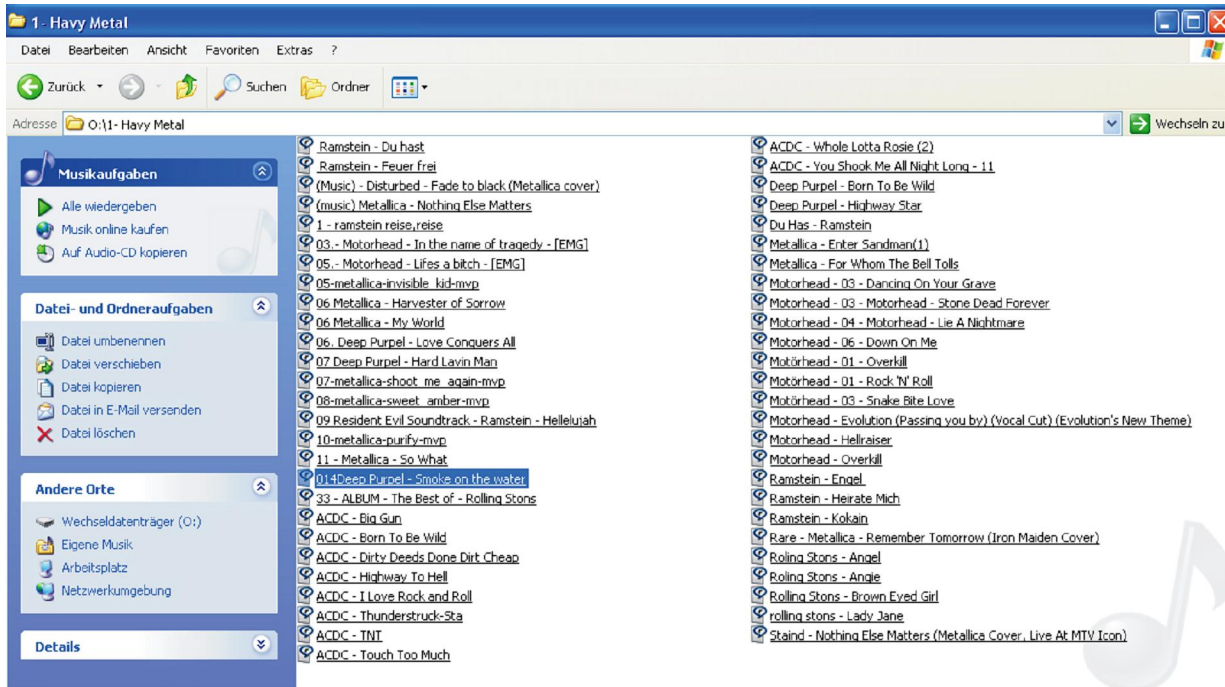 1- Havy Metal
Datei Bearbeiten Ansicht Favoriten Extras ?
Zurück Suchen Ordner
Adresse O:\1- Havy Metal Wechseln zu
Musikaufgaben
Alle wiedergeben
Musik online kaufen
Auf Audio-CD kopieren
Datei- und Ordneraufgaben
Datei umbenennen
Datei verschieben
Datei kopieren
Datei in E-Mail versenden
Datei löschen
Andere Orte
Wechseldatenträger (O:)
Eigene Musik
Arbeitsplatz
Netzwerkumgebung
Details
Ramstein - Du hast
Ramstein - Feuer frei
(Music) - Disturbed - Fade to black (Metallica cover)
(music) Metallica - Nothing Else Matters
1 - ramstein reise,reise
03.- Motorhead - In the name of tragedy - [EMG]
05.- Motorhead - Lifes a bitch - [EMG]
05-metallica-invisible_kid-mvp
06 Metallica - Harvester of Sorrow
06 Metallica - My World
06. Deep Purpel - Love Conquers All
07 Deep Purpel - Hard Lavin Man
07-metallica-shoot_me_again-mvp
08-metallica-sweet_amber-mvp
09 Resident Evil Soundtrack - Ramstein - Hellelujah
10-metallica-purify-mvp
11 - Metallica - So What
014Deep Purpel - Smoke on the water
33 - ALBUM - The Best of - Rolling Stons
ACDC - Big Gun
ACDC - Born To Be Wild
ACDC - Dirty Deeds Done Dirt Cheap
ACDC - Highway To Hell
ACDC - I Love Rock and Roll
ACDC - Thunderstruck-Sta
ACDC - TNT
ACDC - Touch Too Much
ACDC - Whole Lotta Rosie (2)
ACDC - You Shook Me All Night Long - 11
Deep Purpel - Born To Be Wild
Deep Purpel - Highway Star
Du Has - Ramstein
Metallica - Enter Sandman(1)
Metallica - For Whom The Bell Tolls
Motorhead - 03 - Dancing On Your Grave
Motorhead - 03 - Motorhead - Stone Dead Forever
Motorhead - 04 - Motorhead - Lie A Nightmare
Motorhead - 06 - Down On Me
Motörhead - 01 - Overkill
Motörhead - 01 - Rock 'N' Roll
Motörhead - 03 - Snake Bite Love
Motorhead - Evolution (Passing you by) (Vocal Cut) (Evolution's New Theme)
Motorhead - Hellraiser
Motorhead - Overkill
Ramstein - Engel
Ramstein - Heirate Mich
Ramstein - Kokain
Rare - Metallica - Remember Tomorrow (Iron Maiden Cover)
Roling Stons - Angel
Roling Stons - Angie
Rolling Stons - Brown Eyed Girl
rolling stons - Lady Jane
Staind - Nothing Else Matters (Metallica Cover, Live At MTV Icon)